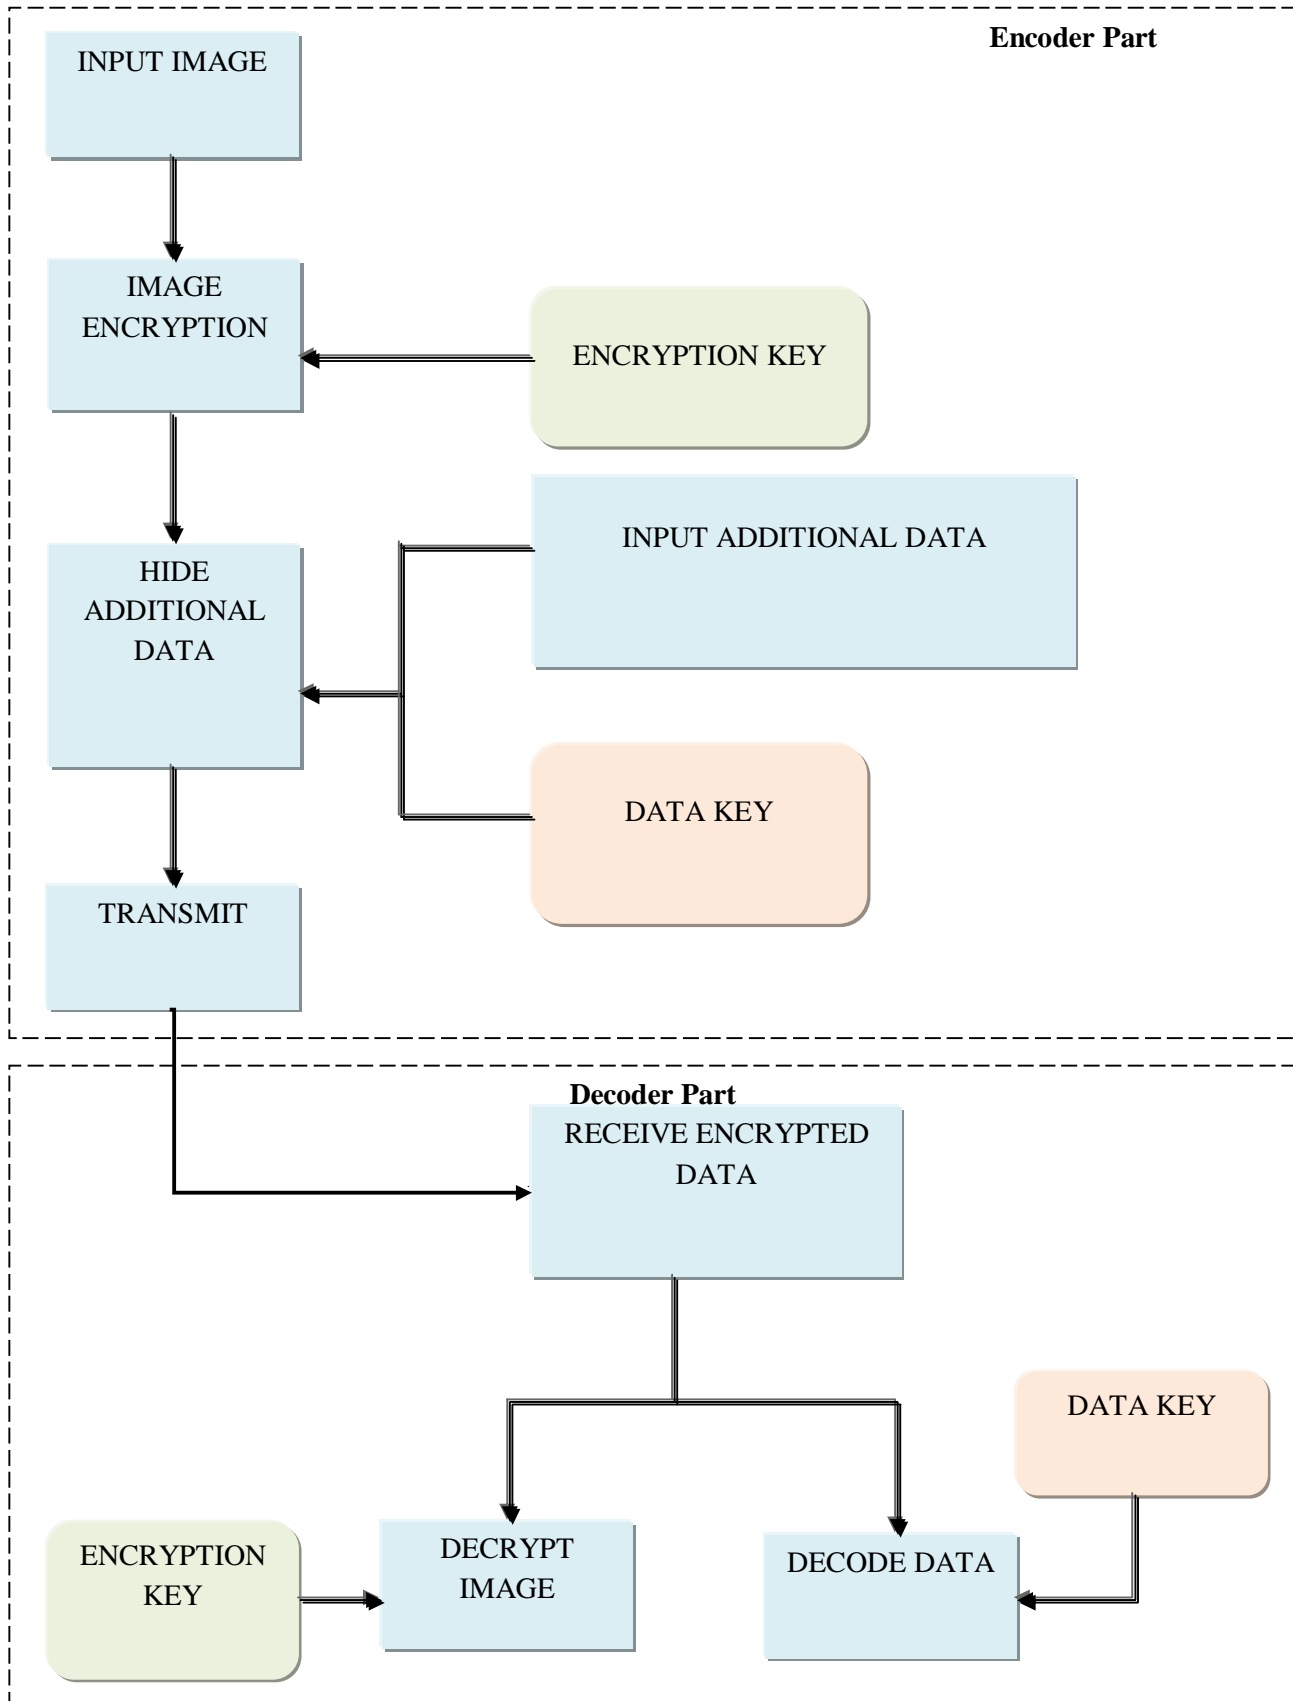 Encoder Part
INPUT IMAGE
IMAGE
ENCRYPTION
ENCRYPTION KEY
INPUT ADDITIONAL DATA
HIDE
ADDITIONAL
DATA
DATA KEY
TRANSMIT
Decoder Part
RECEIVE ENCRYPTED
DATA
DATA KEY
ENCRYPTION
KEY
DECRYPT
IMAGE
DECODE DATA